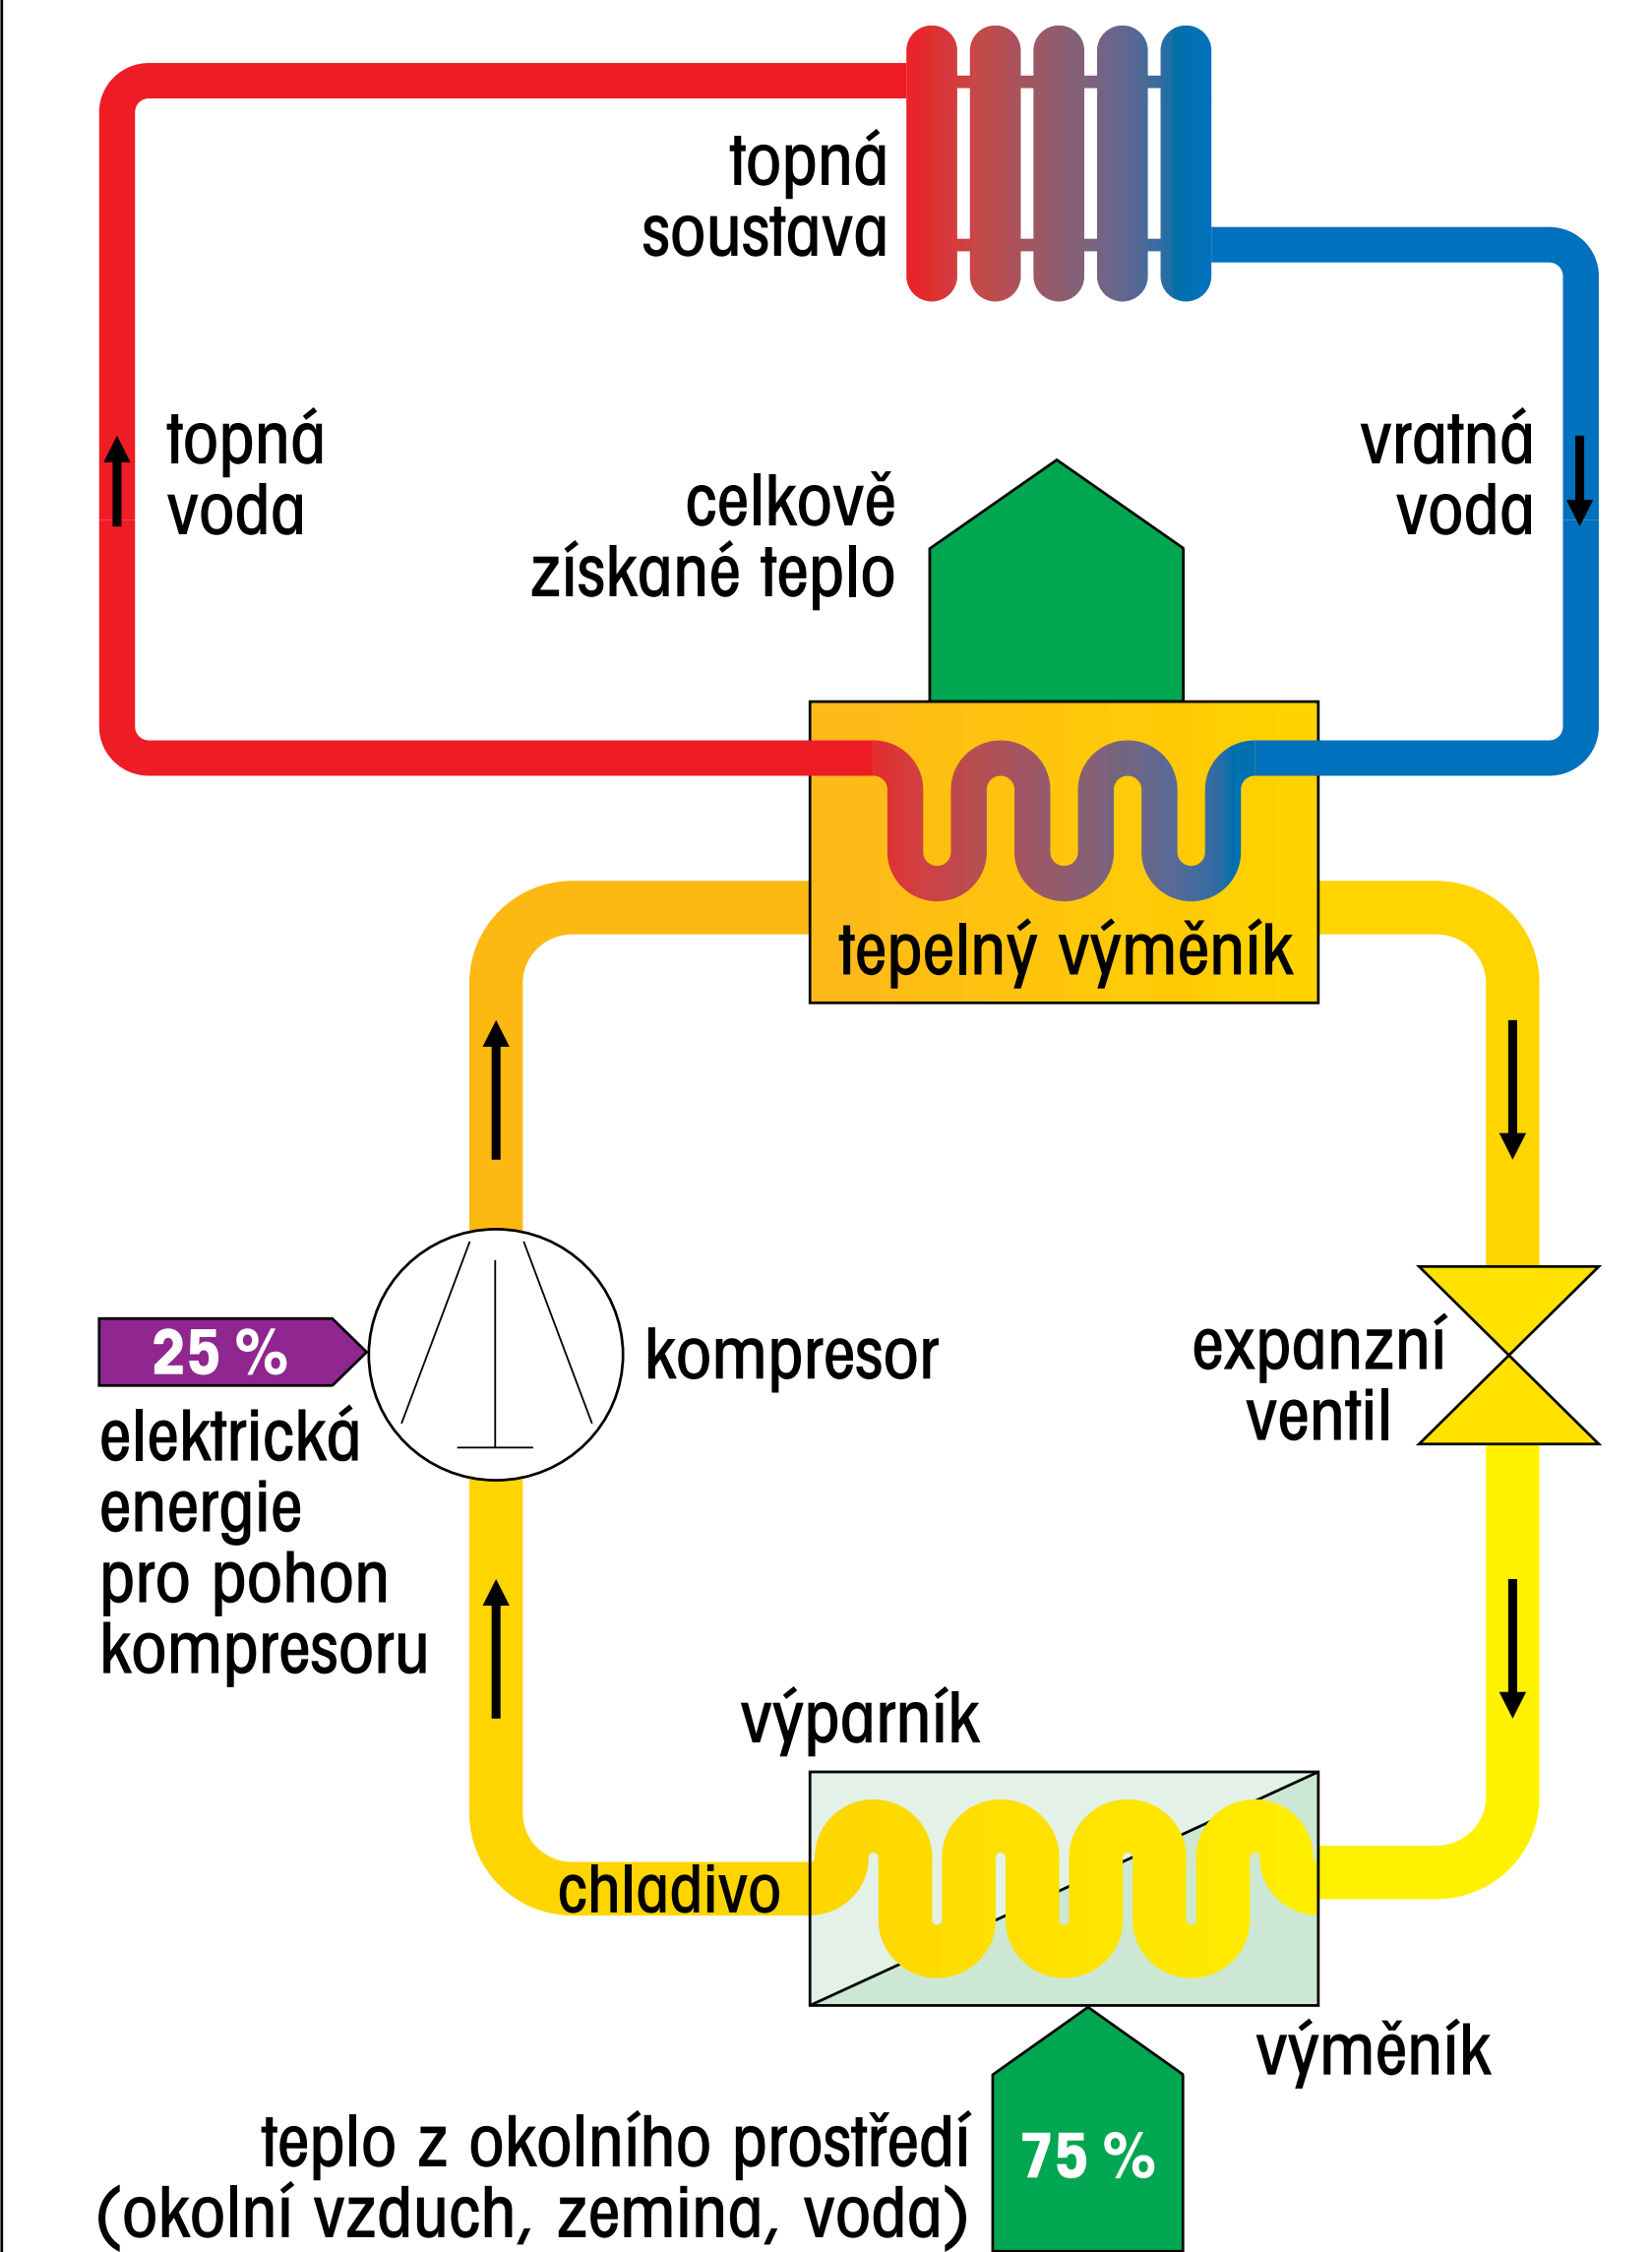 topná
soustava
topná
voda
vratná
voda
celkově
získané teplo
tepelný výměník
25 %
kompresor
expanzní
ventil
elektrická
energie
pro pohon
kompresoru
výparník
chladivo
výměník
teplo z okolního prostředí
(okolní vzduch, zemina, voda)
75 %